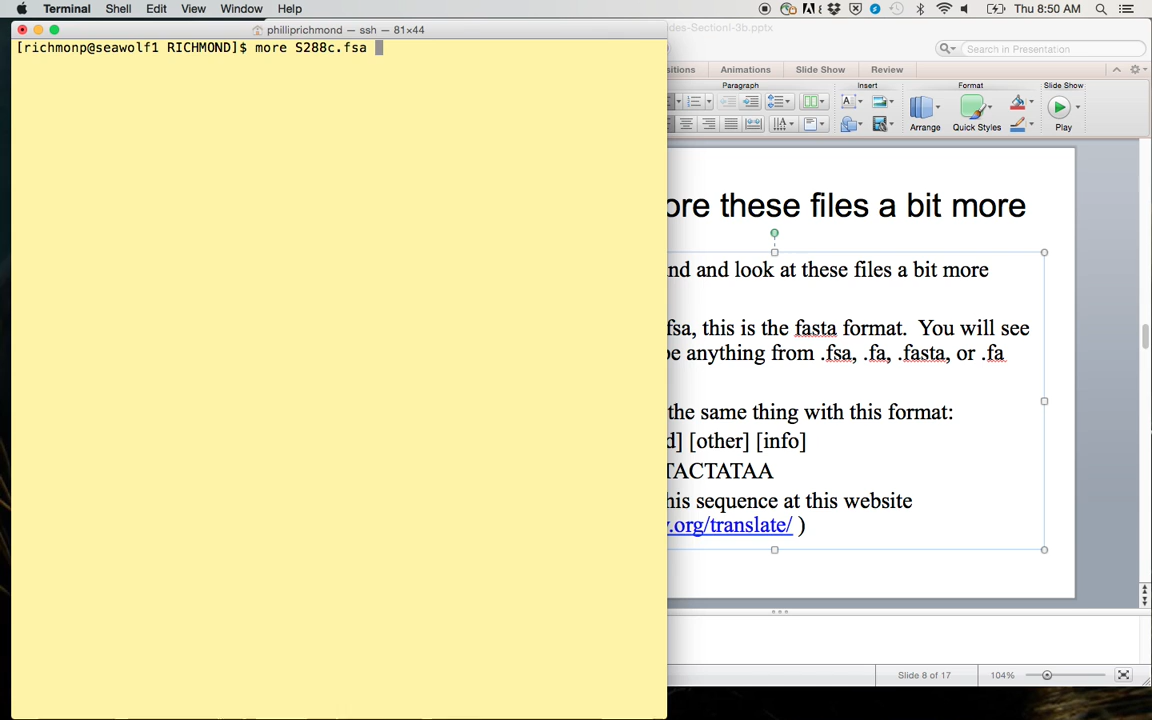 Terminal Shell Edit View Window Help
Thu 8:50 AM
philliprichmond — ssh — 81×44
[richmonp@seawolf1 RICHMOND]$ more S288c.fsa
des-SectionI-3b.pptx
Search in Presentation
sitions Animations Slide Show Review
Paragraph Insert Format Slide Show
Arrange Quick Styles Play
ore these files a bit more
nd and look at these files a bit more
fsa, this is the fasta format. You will see
be anything from .fsa, .fa, .fasta, or .fa
the same thing with this format:
d] [other] [info]
TACTATAA
his sequence at this website
y.org/translate/ )
Slide 8 of 17 104%